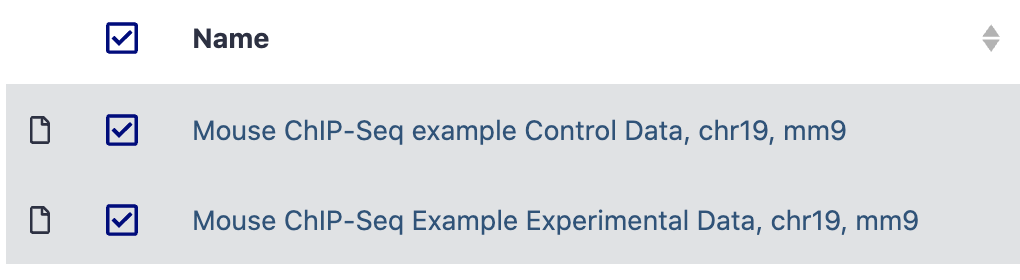 Name
Mouse ChIP-Seq example Control Data, chr19, mm9
Mouse ChIP-Seq Example Experimental Data, chr19, mm9